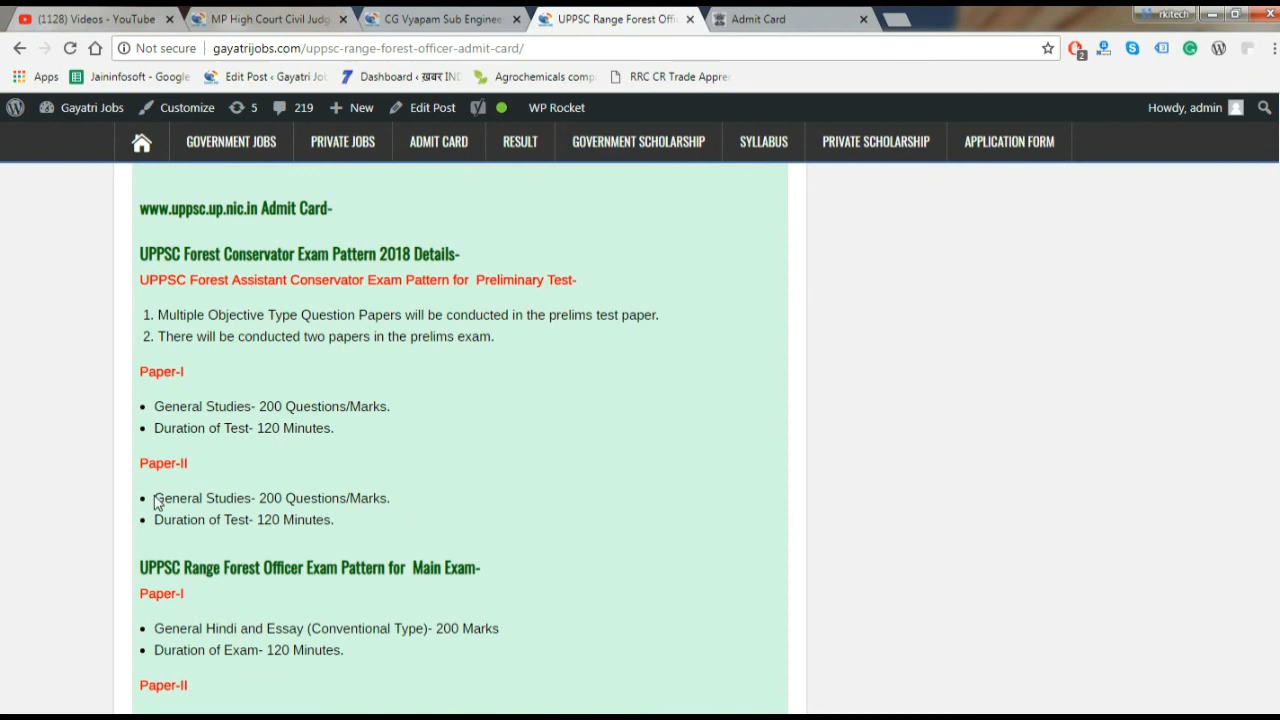 (1128) Videos - YouTube
MP High Court Civil Judg
CG Vyapam Sub Enginee
UPPSC Range Forest Offi
Admit Card
rkitech
Not secure
gayatrijobs.com/uppsc-range-forest-officer-admit-card/
2
Apps
Jaininfosoft - Google
Edit Post ‹ Gayatri Jol
Dashboard ‹ ख़बर INI
Agrochemicals comp
RRC CR Trade Appre
Gayatri Jobs
Customize
5
219
New
Edit Post
WP Rocket
Howdy, admin
GOVERNMENT JOBS
PRIVATE JOBS
ADMIT CARD
RESULT
GOVERNMENT SCHOLARSHIP
SYLLABUS
PRIVATE SCHOLARSHIP
APPLICATION FORM
www.uppsc.up.nic.in Admit Card-
UPPSC Forest Conservator Exam Pattern 2018 Details-
UPPSC Forest Assistant Conservator Exam Pattern for Preliminary Test-
1. Multiple Objective Type Question Papers will be conducted in the prelims test paper.
2. There will be conducted two papers in the prelims exam.
Paper-I
• General Studies- 200 Questions/Marks.
• Duration of Test- 120 Minutes.
Paper-II
• General Studies- 200 Questions/Marks.
• Duration of Test- 120 Minutes.
UPPSC Range Forest Officer Exam Pattern for Main Exam-
Paper-I
• General Hindi and Essay (Conventional Type)- 200 Marks
• Duration of Exam- 120 Minutes.
Paper-II